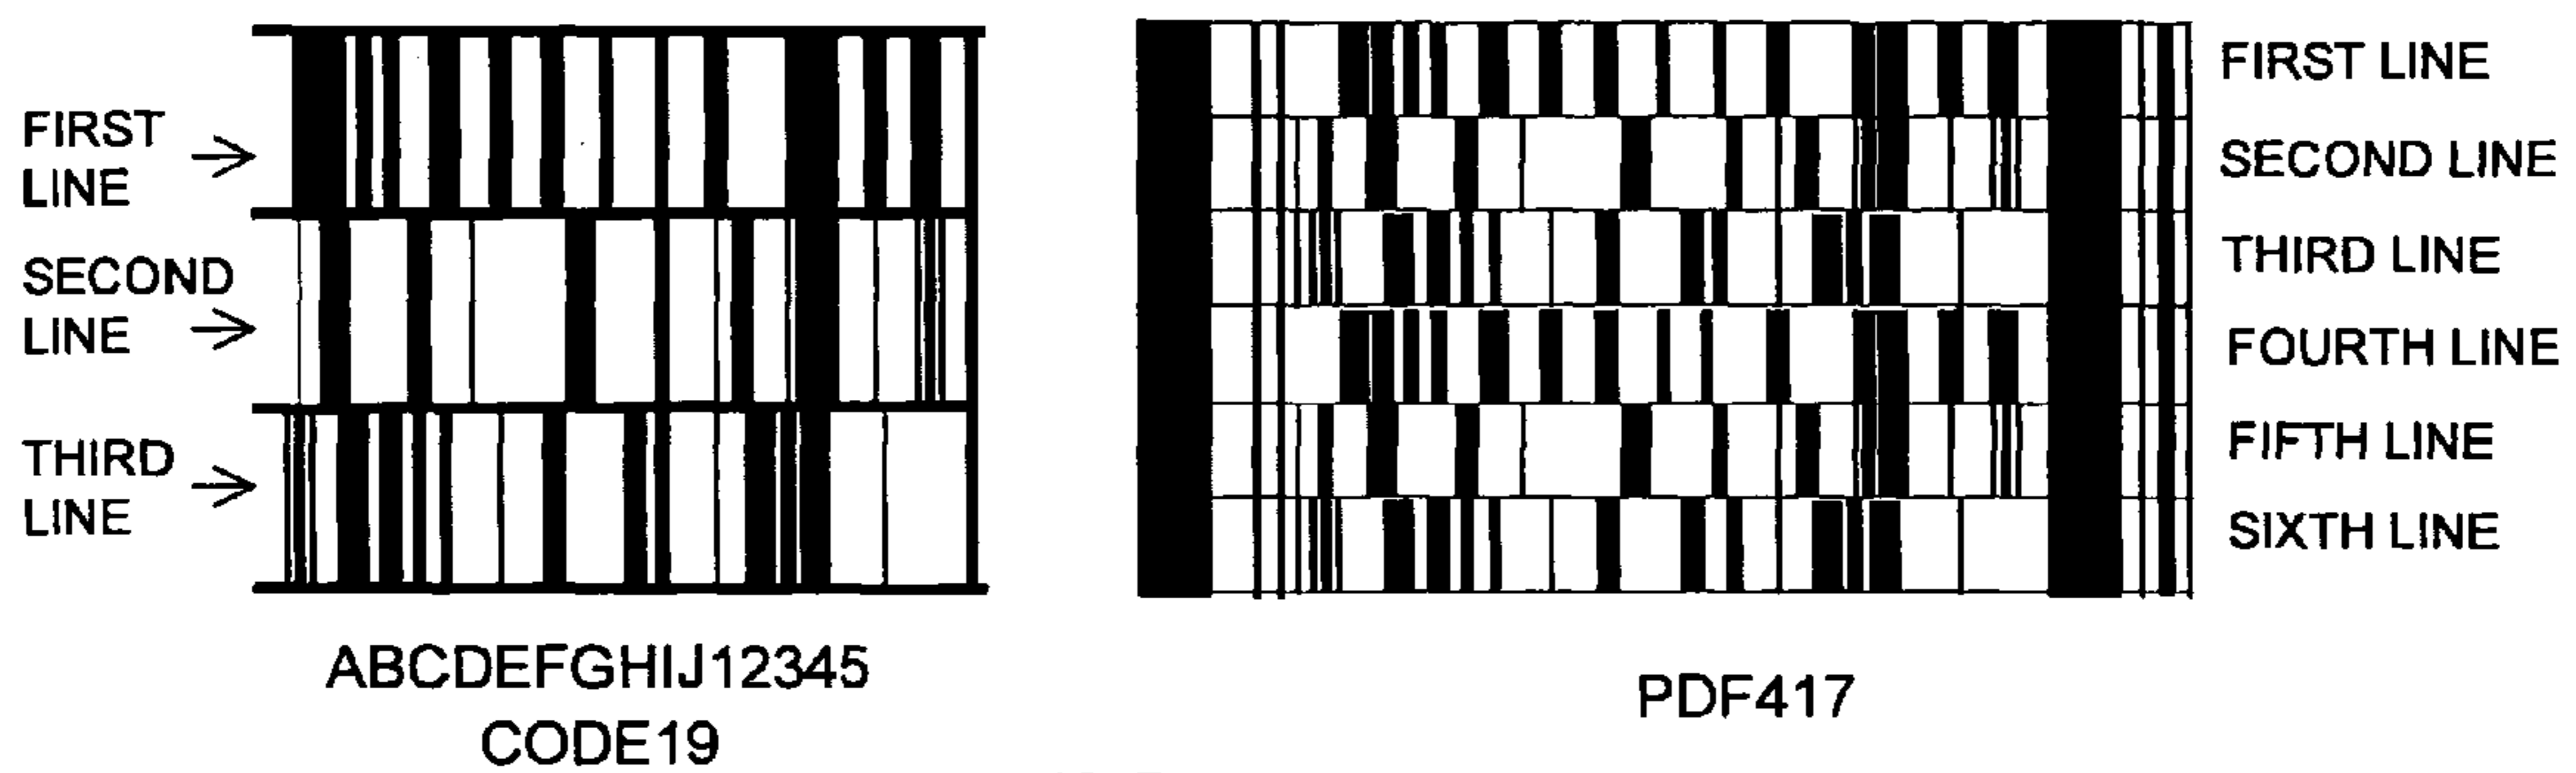 FIRST
LINE
SECOND
LINE
THIRD
LINE
ABCDEFGHIJ12345
CODE19
FIRST LINE
SECOND LINE
THIRD LINE
FOURTH LINE
FIFTH LINE
SIXTH LINE
PDF417